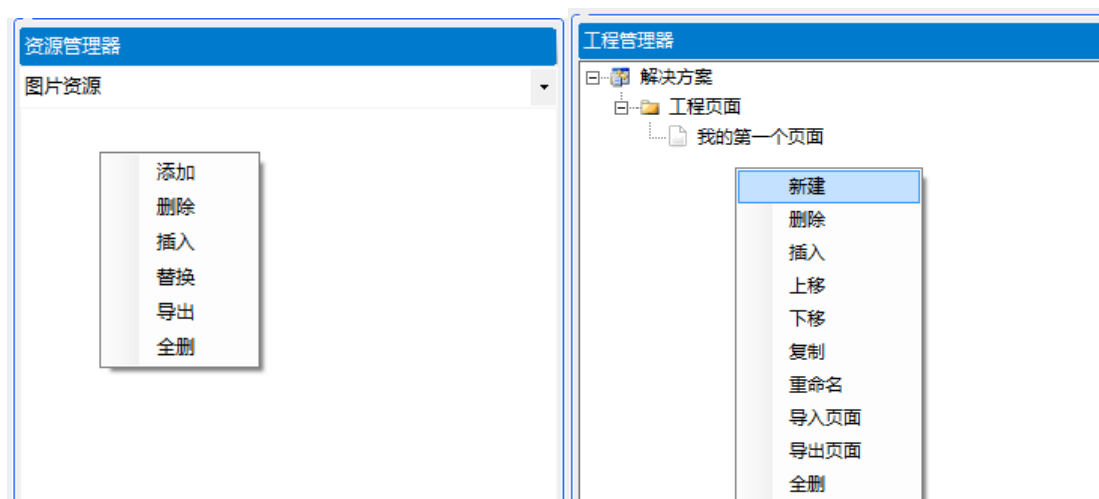 资源管理器
图片资源
添加
删除
插入
替换
导出
全删
工程管理器
解决方案
工程页面
我的第一个页面
新建
删除
插入
上移
下移
复制
重命名
导入页面
导出页面
全删